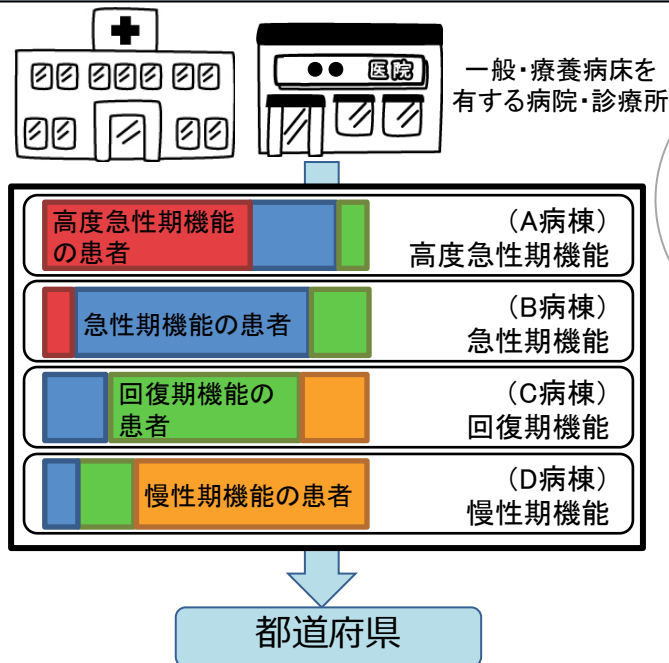 医院
一般・療養病床を
有する病院・診療所
高度急性期機能
の患者
（A病棟）
高度急性期機能
急性期機能の患者
（B病棟）
急性期機能
回復期機能の
患者
（C病棟）
回復期機能
慢性期機能の患者
（D病棟）
慢性期機能
都道府県